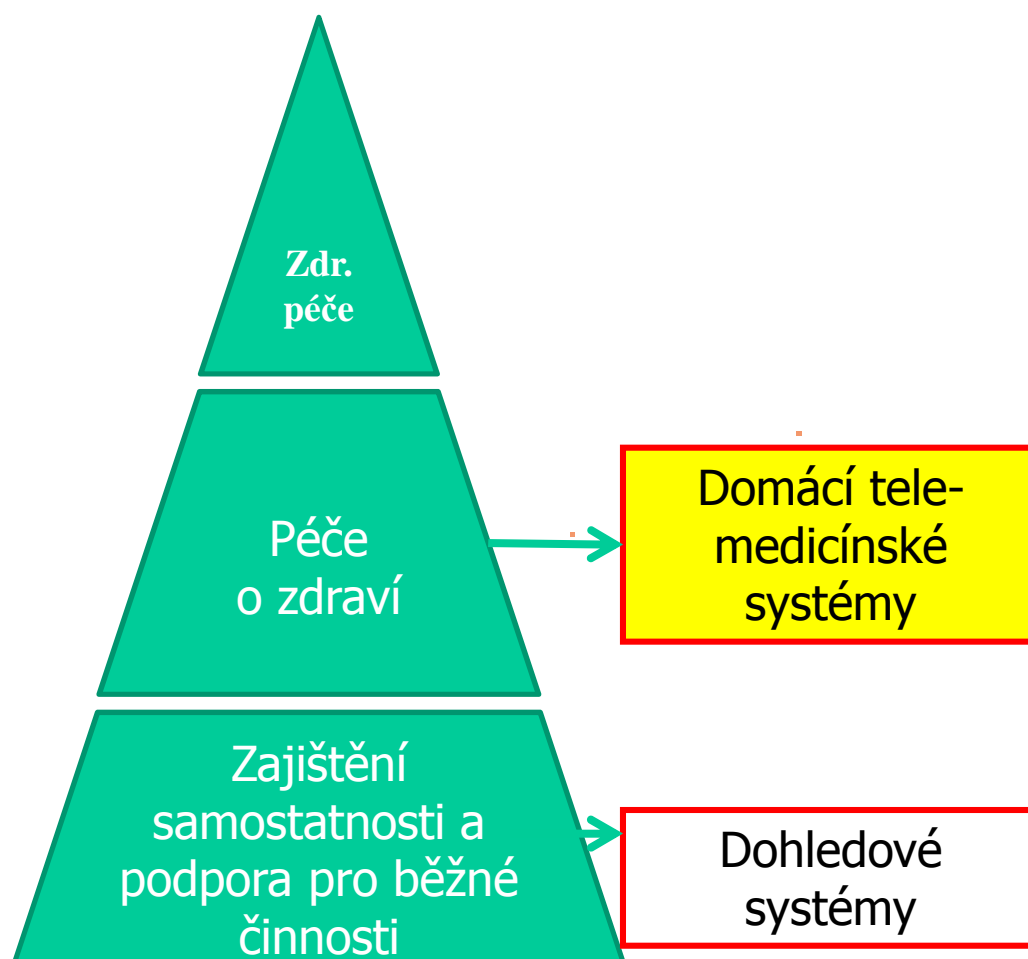 Zdr.
péče
Péče
o zdraví
Domácí tele-
medicínské
systémy
Zajištění
samostatnosti a
podpora pro běžné
činnosti
Dohledové
systémy